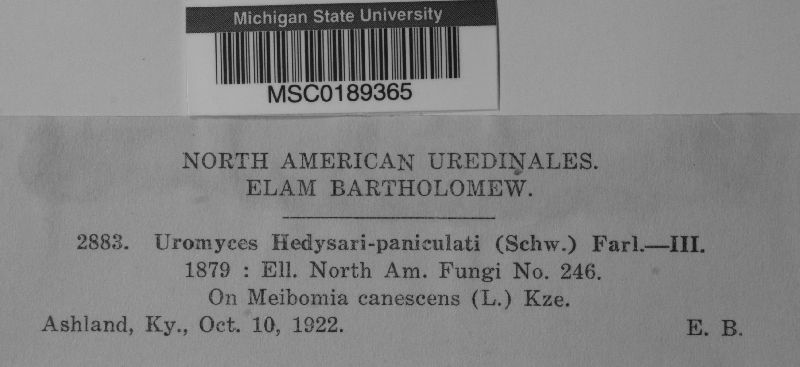 Michigan State University
MSC0189365
NORTH AMERICAN UREDINALES.
ELAM BARTHOLOMEW.
2883. Uromyces Hedysari-paniculati (Schw.) Farl.—III.
1879 : Ell. North Am. Fungi No. 246.
On Meibomia canescens (L.) Kze.
Ashland, Ky., Oct. 10, 1922. E. B.